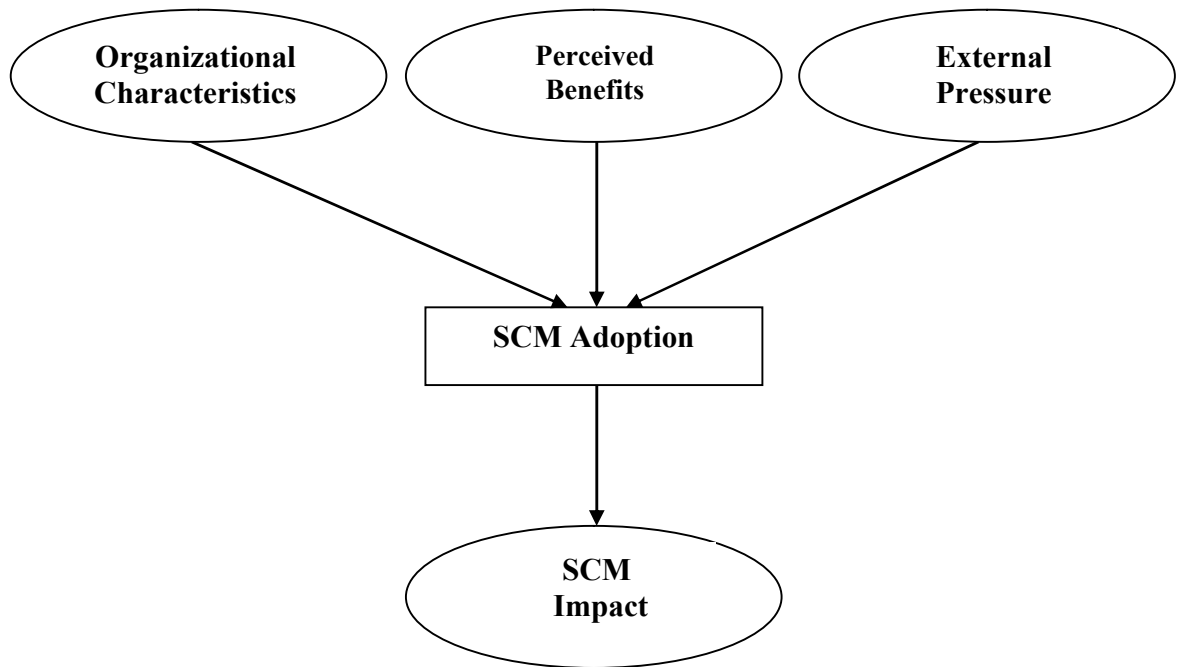 Organizational
Characteristics
Perceived
Benefits
External
Pressure
SCM Adoption
SCM
Impact